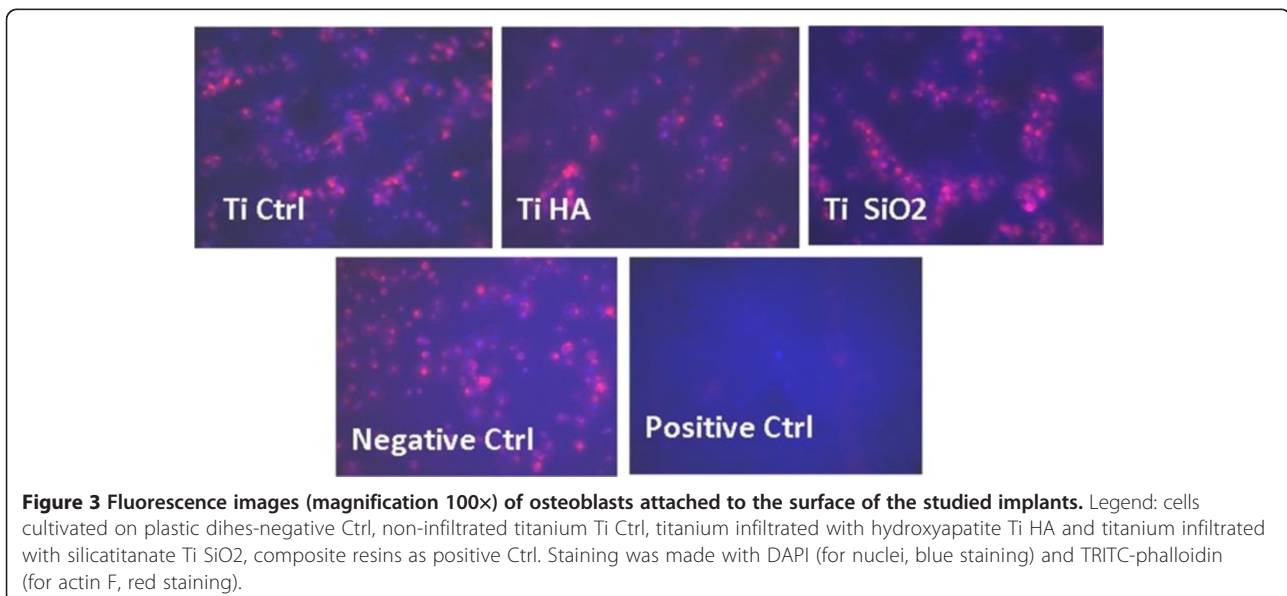 Ti Ctrl
Ti HA
Ti SiO2
Negative Ctrl
Positive Ctrl
Figure 3 Fluorescence images (magnification 100×) of osteoblasts attached to the surface of the studied implants. Legend: cells
cultivated on plastic dihes-negative Ctrl, non-infiltrated titanium Ti Ctrl, titanium infiltrated with hydroxyapatite Ti HA and titanium infiltrated
with silicatitanate Ti SiO2, composite resins as positive Ctrl. Staining was made with DAPI (for nuclei, blue staining) and TRITC-phalloidin
(for actin F, red staining).